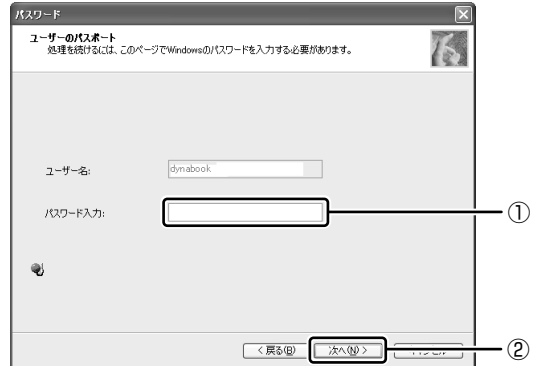 パスワード
ユーザーのパスポート
処理を続けるには、このページでWindowsのパスワードを入力する必要があります。
ユーザー名:
dynabook
パスワード入力:
①
< 戻る(B)
次へ(N) >
②